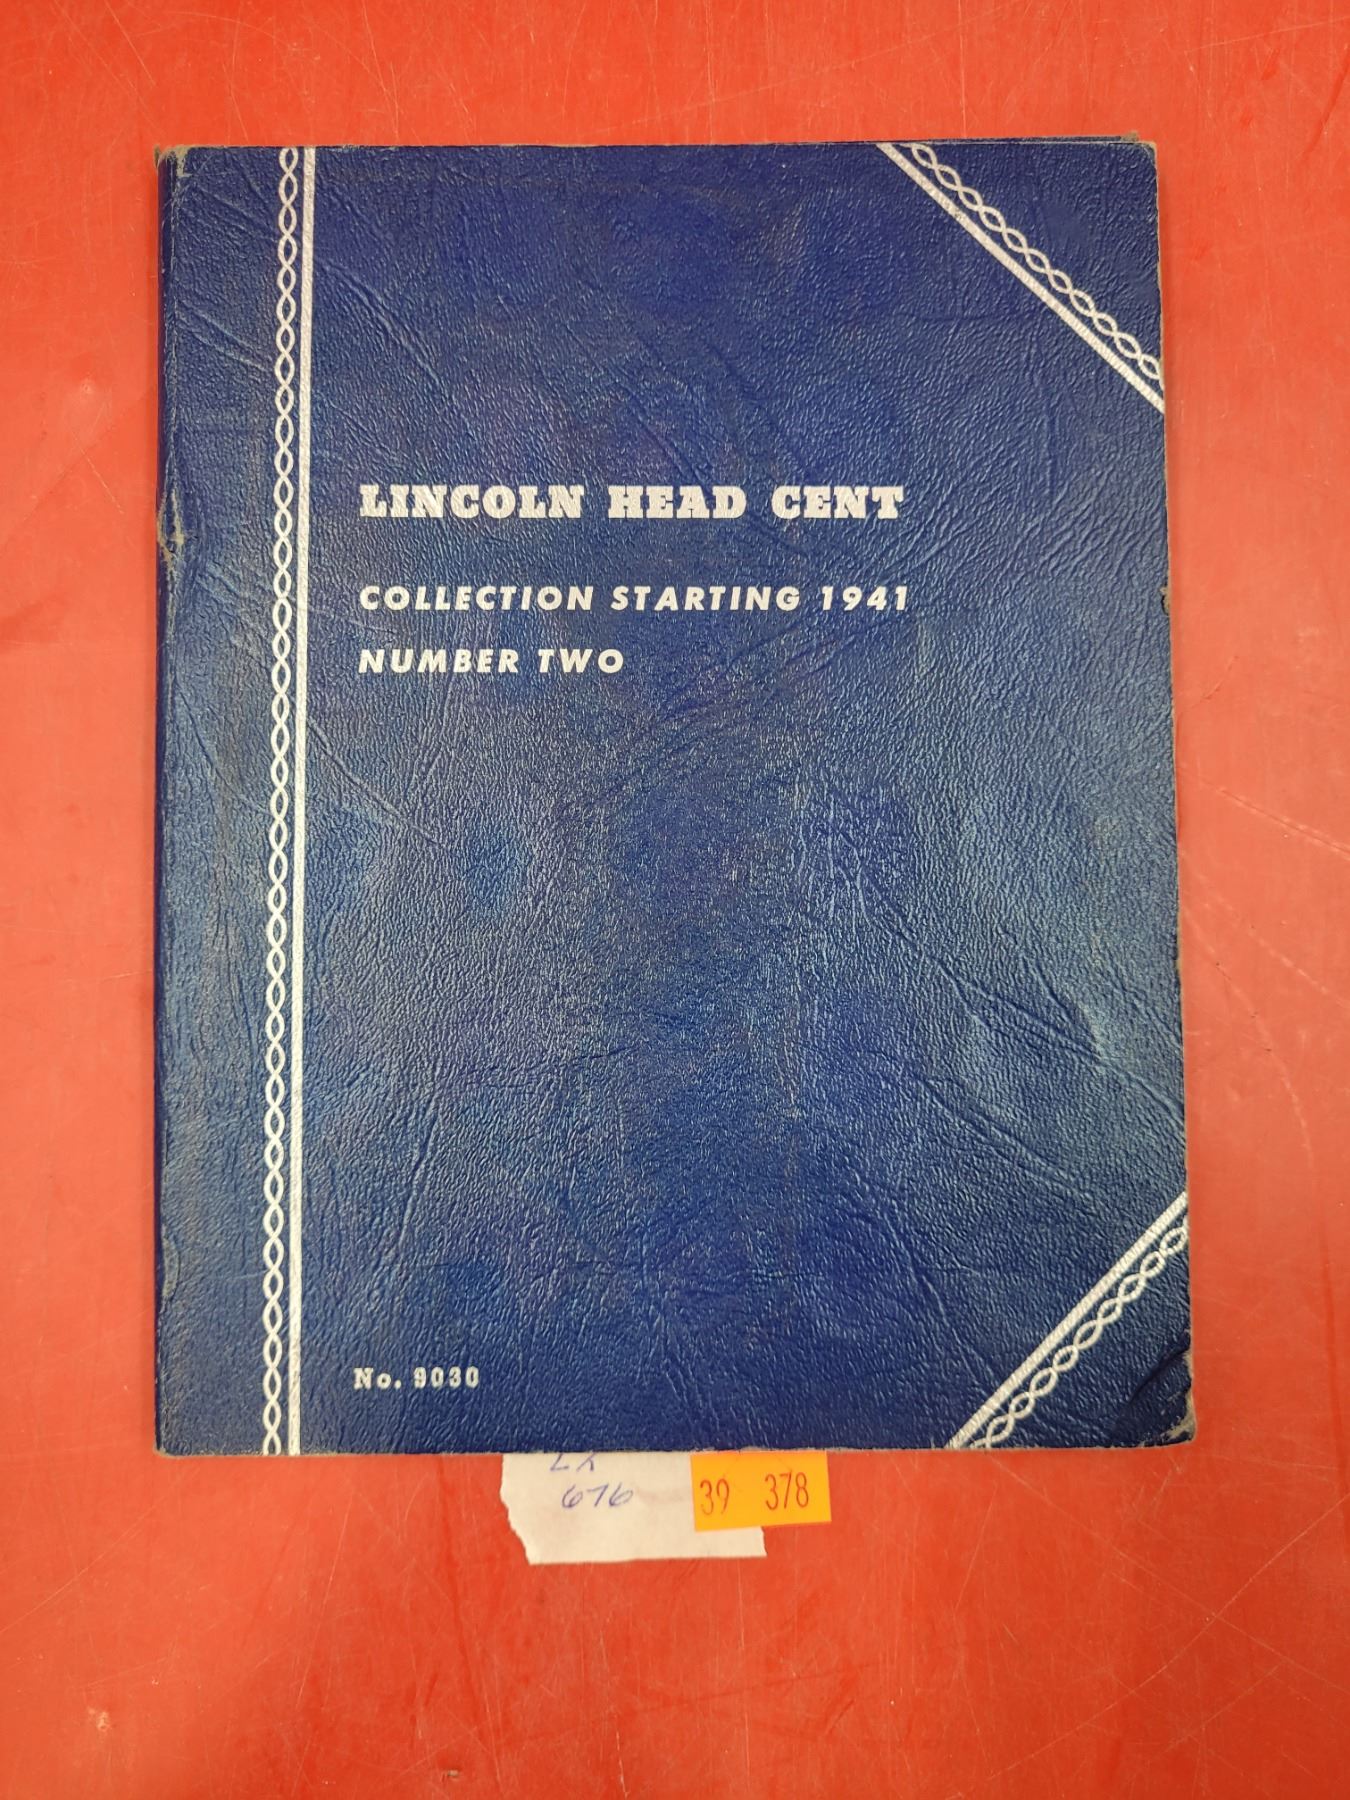 LINCOLN HEAD CENT
COLLECTION STARTING 1941
NUMBER TWO
No. 9030
676
39 378